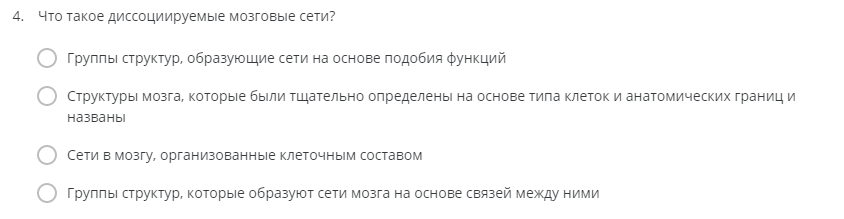 4. Что такое диссоциируемые мозговые сети?
Группы структур, образующие сети на основе подобия функций
Структуры мозга, которые были тщательно определены на основе типа клеток и анатомических границ и
названы
Сети в мозгу, организованные клеточным составом
Группы структур, которые образуют сети мозга на основе связей между ними